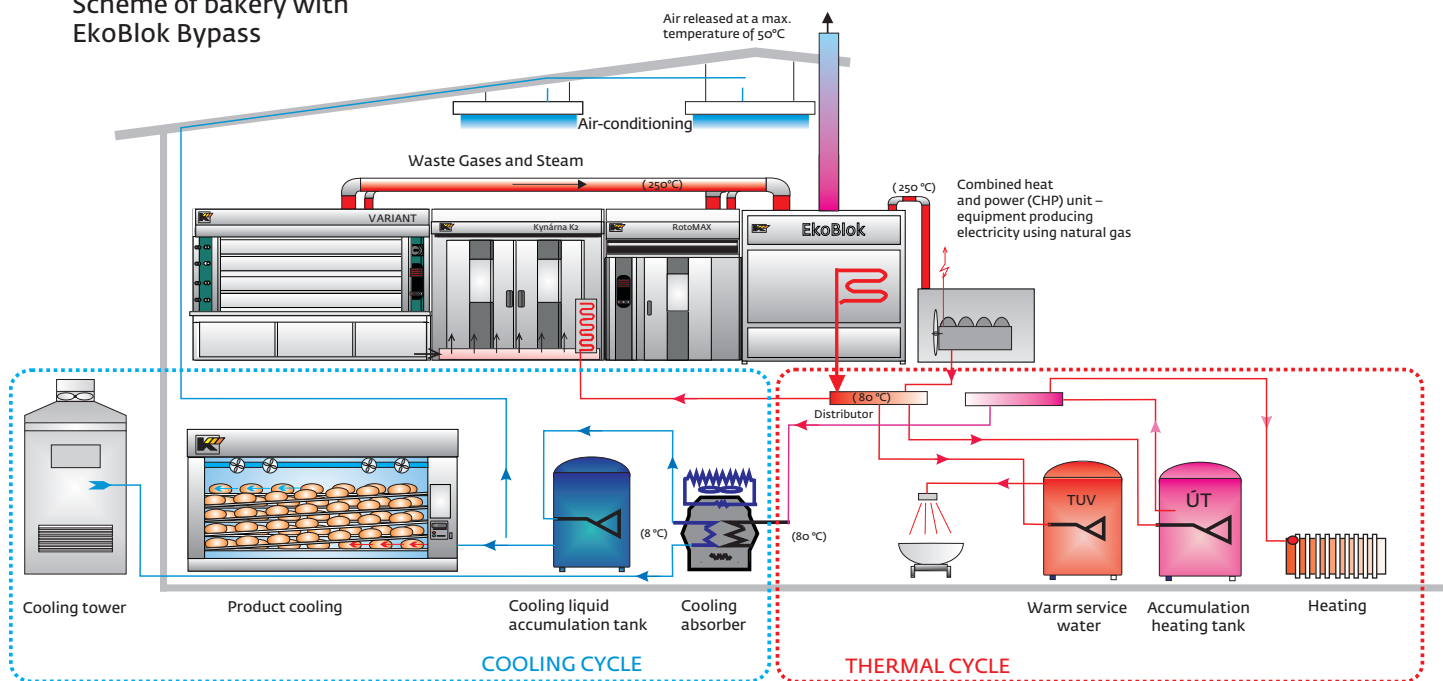 Scheme of bakery with
EkoBlok Bypass
Air released at a max.
temperature of 50°C
Air-conditioning
Waste Gases and Steam
(250°C)
(250 °C)
Combined heat
and power (CHP) unit –
equipment producing
electricity using natural gas
VARIANT
Kynárna K2
RotoMAX
EkoBlok
(80 °C)
Distributor
TUV
ÚT
(8 °C)
(80 °C)
Cooling tower
Product cooling
Cooling liquid
accumulation tank
Cooling
absorber
Warm service
water
Accumulation
heating tank
Heating
COOLING CYCLE
THERMAL CYCLE